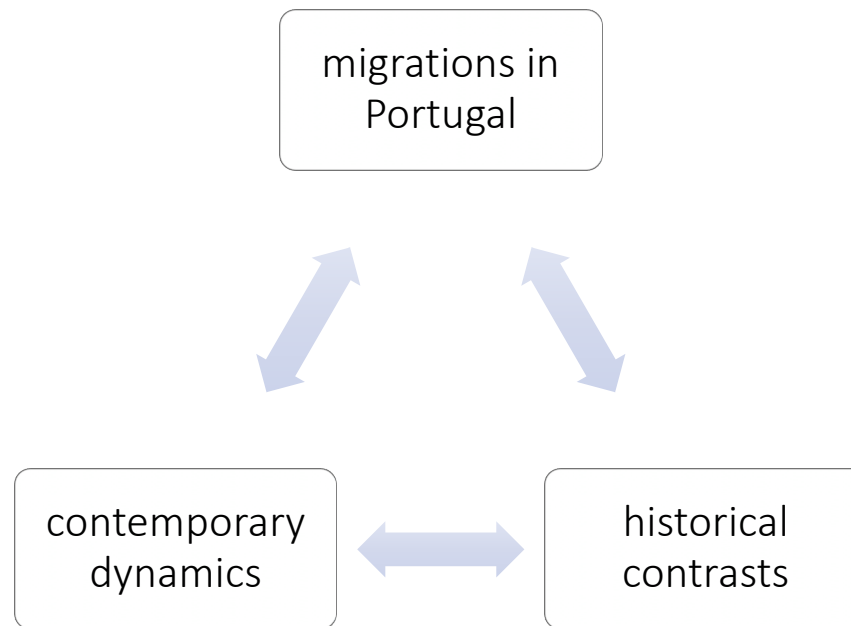 migrations in
Portugal
contemporary
dynamics
historical
contrasts